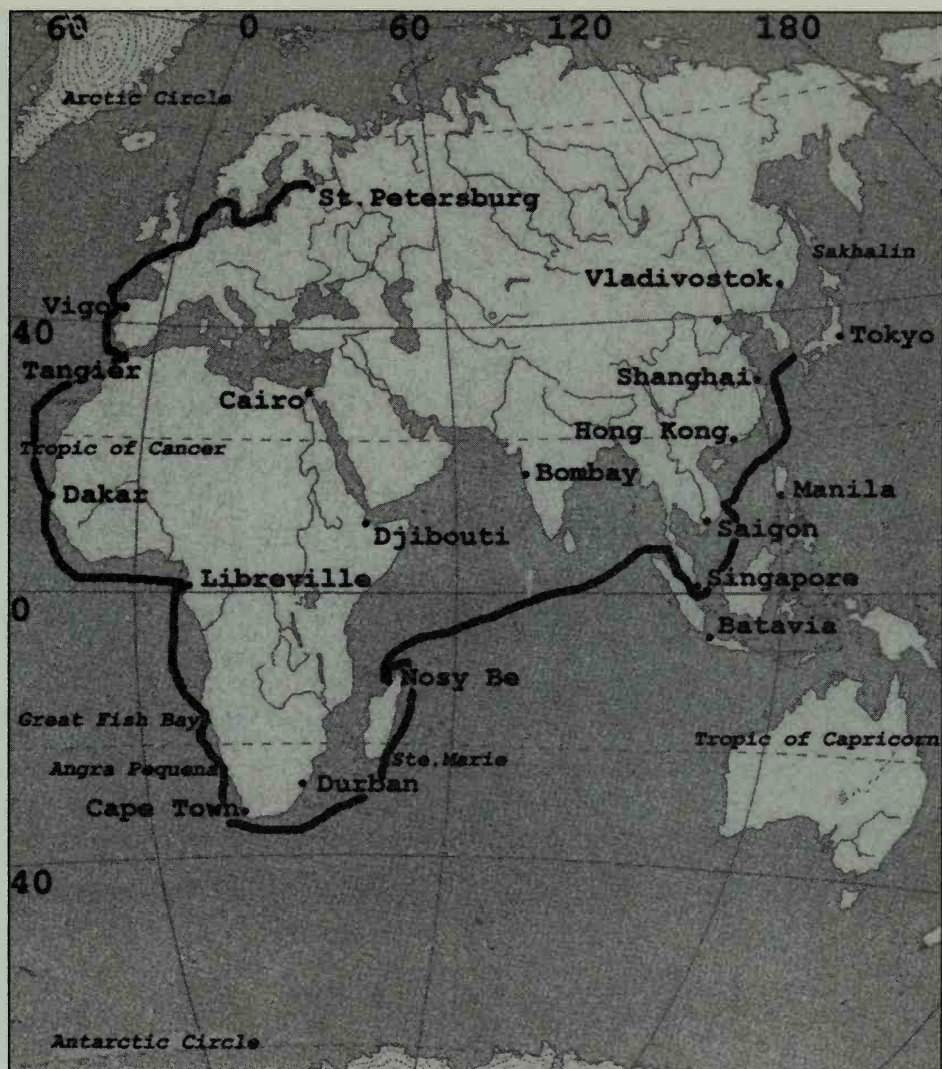 60 0 60 120 180
Arctic Circle
St.Petersburg
Sakhalin
Vladivostok
Vigo
40
Tokyo
Tangier
Shanghai
Cairo
Hong Kong
Tropic of Cancer
Bombay
Dakar
Manila
Djibouti
Saigon
Libreville
Singapore
0
Batavia
Nosy Be
Great Fish Bay
Tropic of Capricorn
Ste.Marie
Angra Pequena
Durban
Cape Town
40
Antarctic Circle